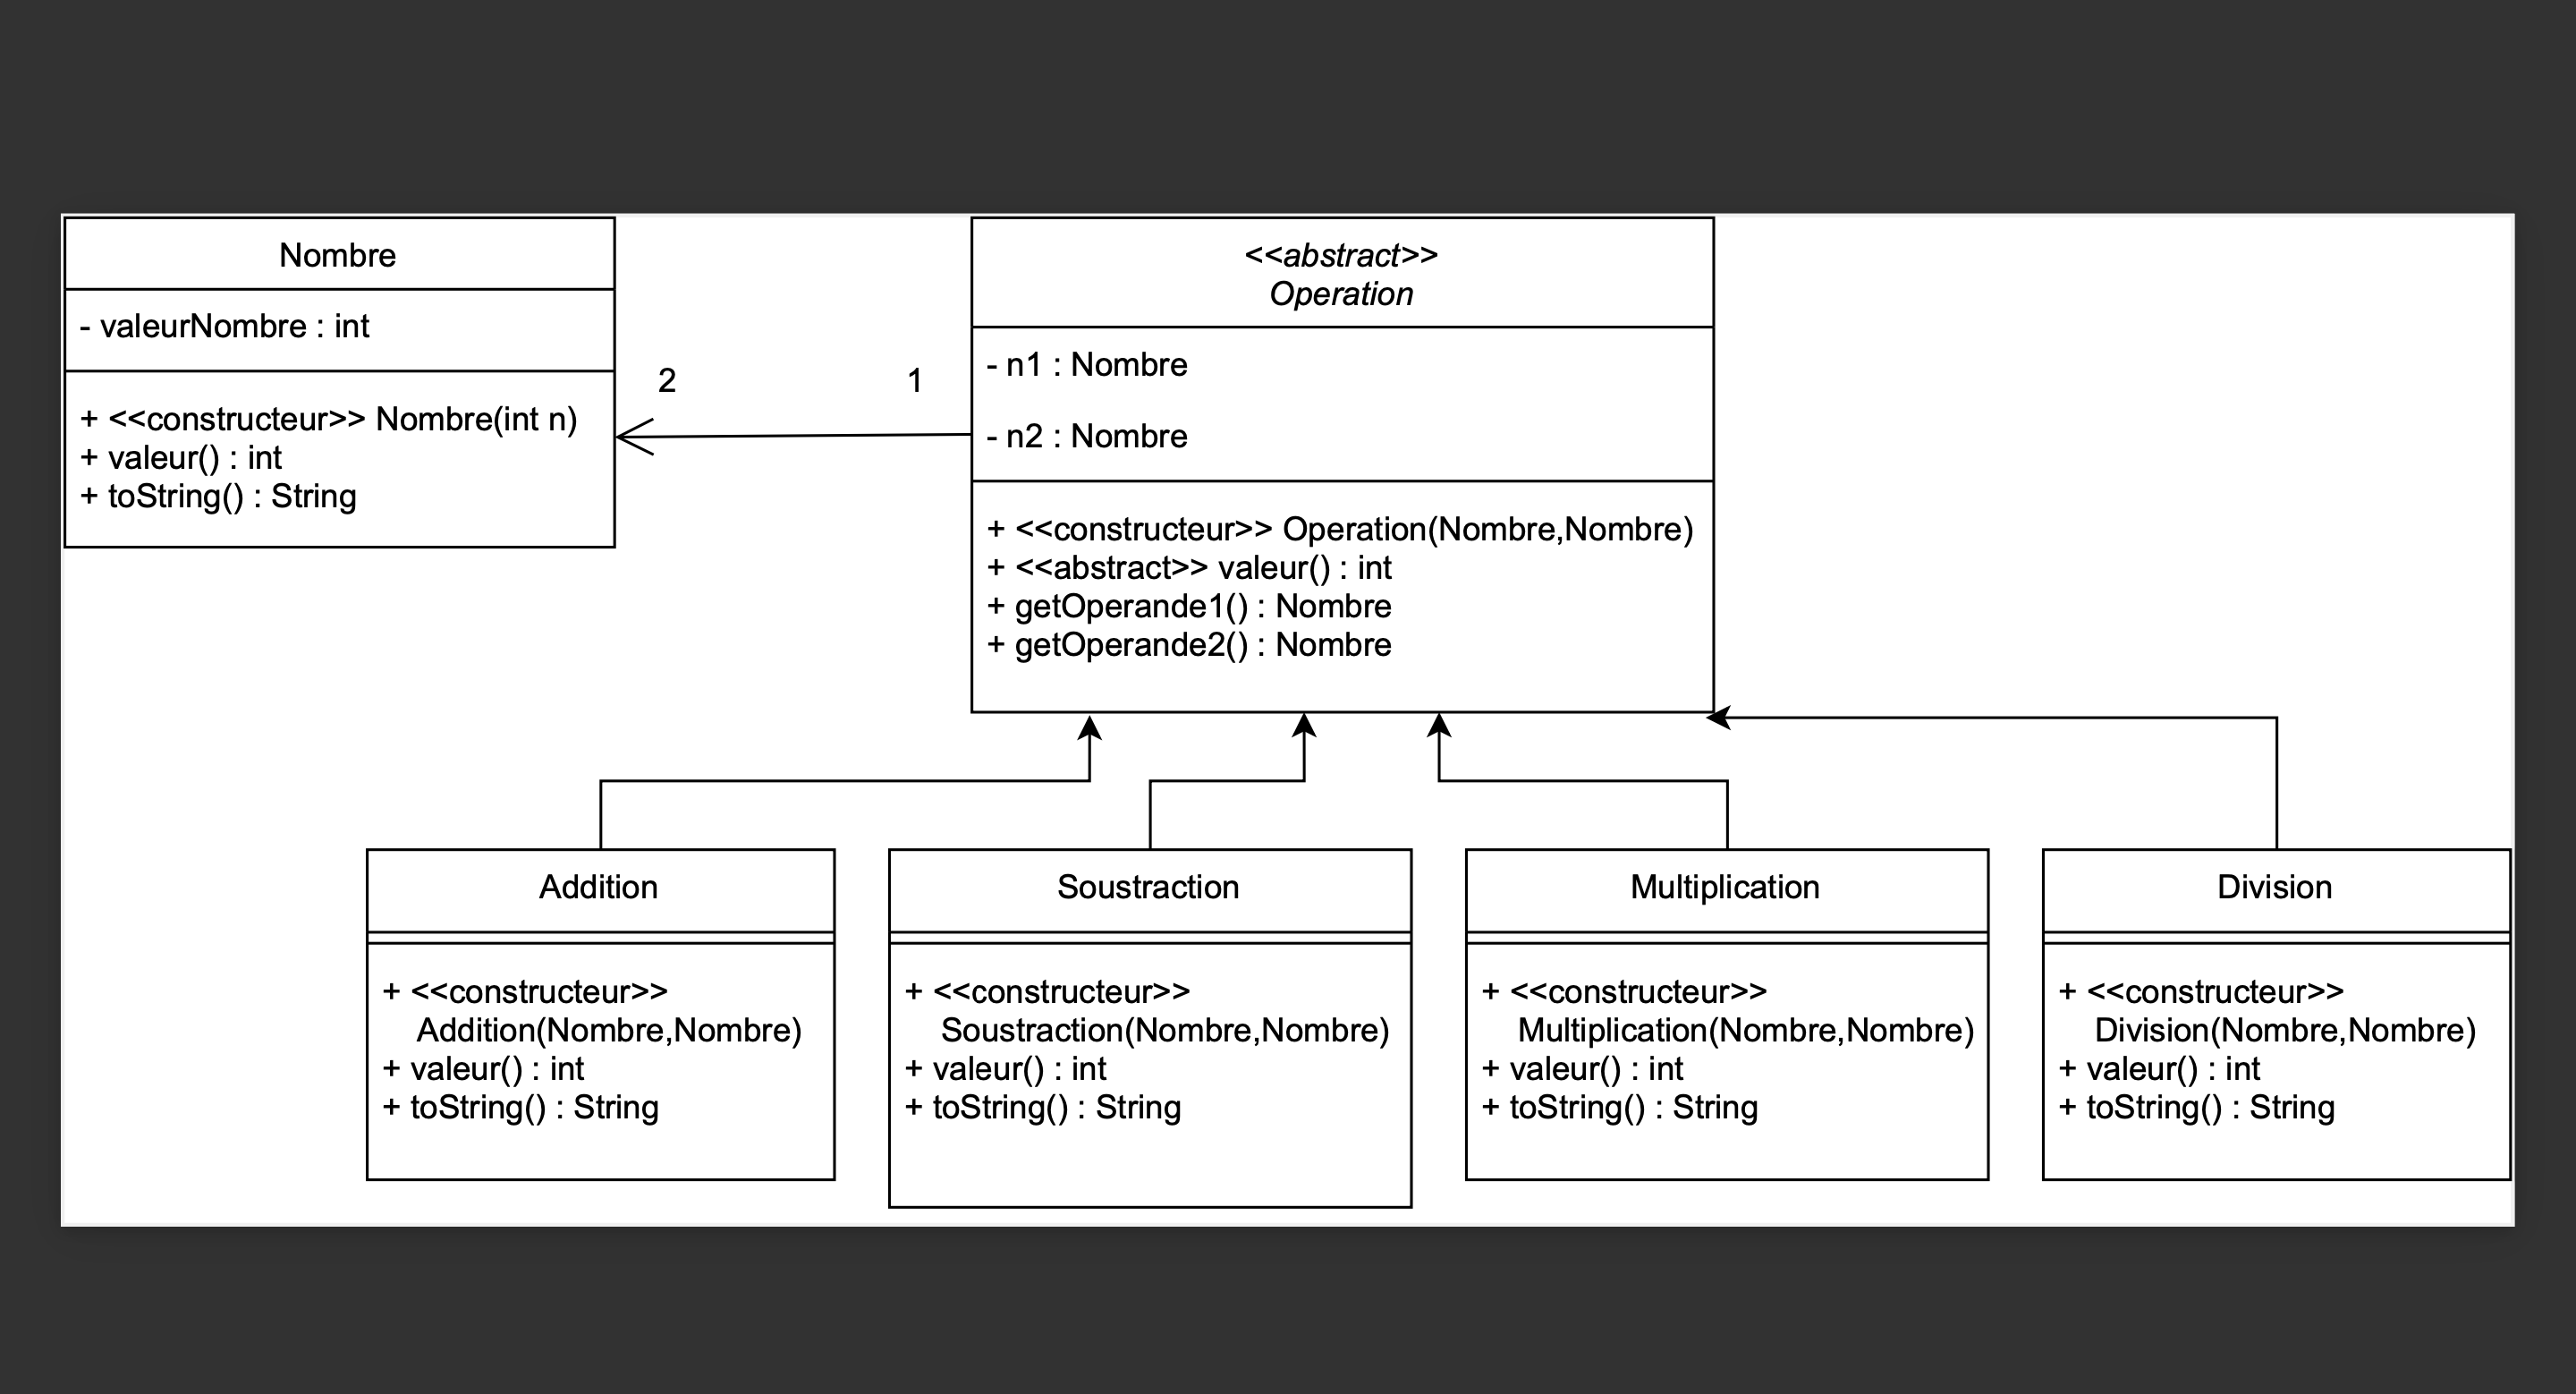 Nombre
- valeurNombre : int
+ <<constructeur>> Nombre(int n)
+ valeur() : int
+ toString() : String
2
1
<<abstract>>
Operation
- n1 : Nombre
- n2 : Nombre
+ <<constructeur>> Operation(Nombre,Nombre)
+ <<abstract>> valeur() : int
+ getOperande1() : Nombre
+ getOperande2() : Nombre
Addition
+ <<constructeur>>
Addition(Nombre,Nombre)
+ valeur() : int
+ toString() : String
Soustraction
+ <<constructeur>>
Soustraction(Nombre,Nombre)
+ valeur() : int
+ toString() : String
Multiplication
+ <<constructeur>>
Multiplication(Nombre,Nombre)
+ valeur() : int
+ toString() : String
Division
+ <<constructeur>>
Division(Nombre,Nombre)
+ valeur() : int
+ toString() : String